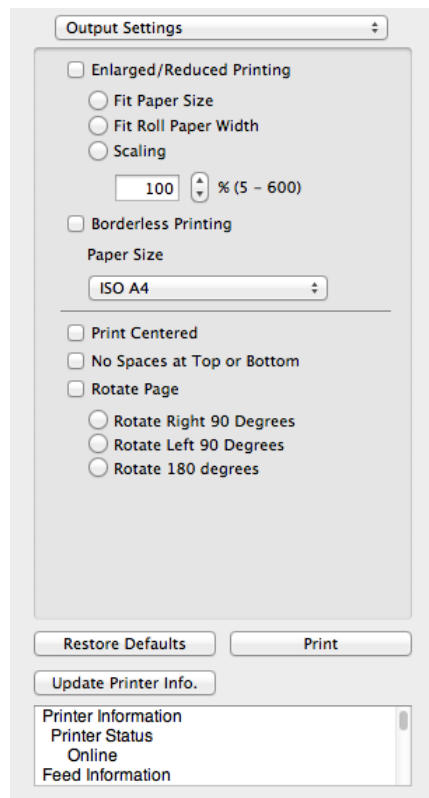 Output Settings
Enlarged/Reduced Printing
Fit Paper Size
Fit Roll Paper Width
Scaling
100 % (5 – 600)
Borderless Printing
Paper Size
ISO A4
Print Centered
No Spaces at Top or Bottom
Rotate Page
Rotate Right 90 Degrees
Rotate Left 90 Degrees
Rotate 180 degrees
Restore Defaults Print
Update Printer Info.
Printer Information
Printer Status
Online
Feed Information